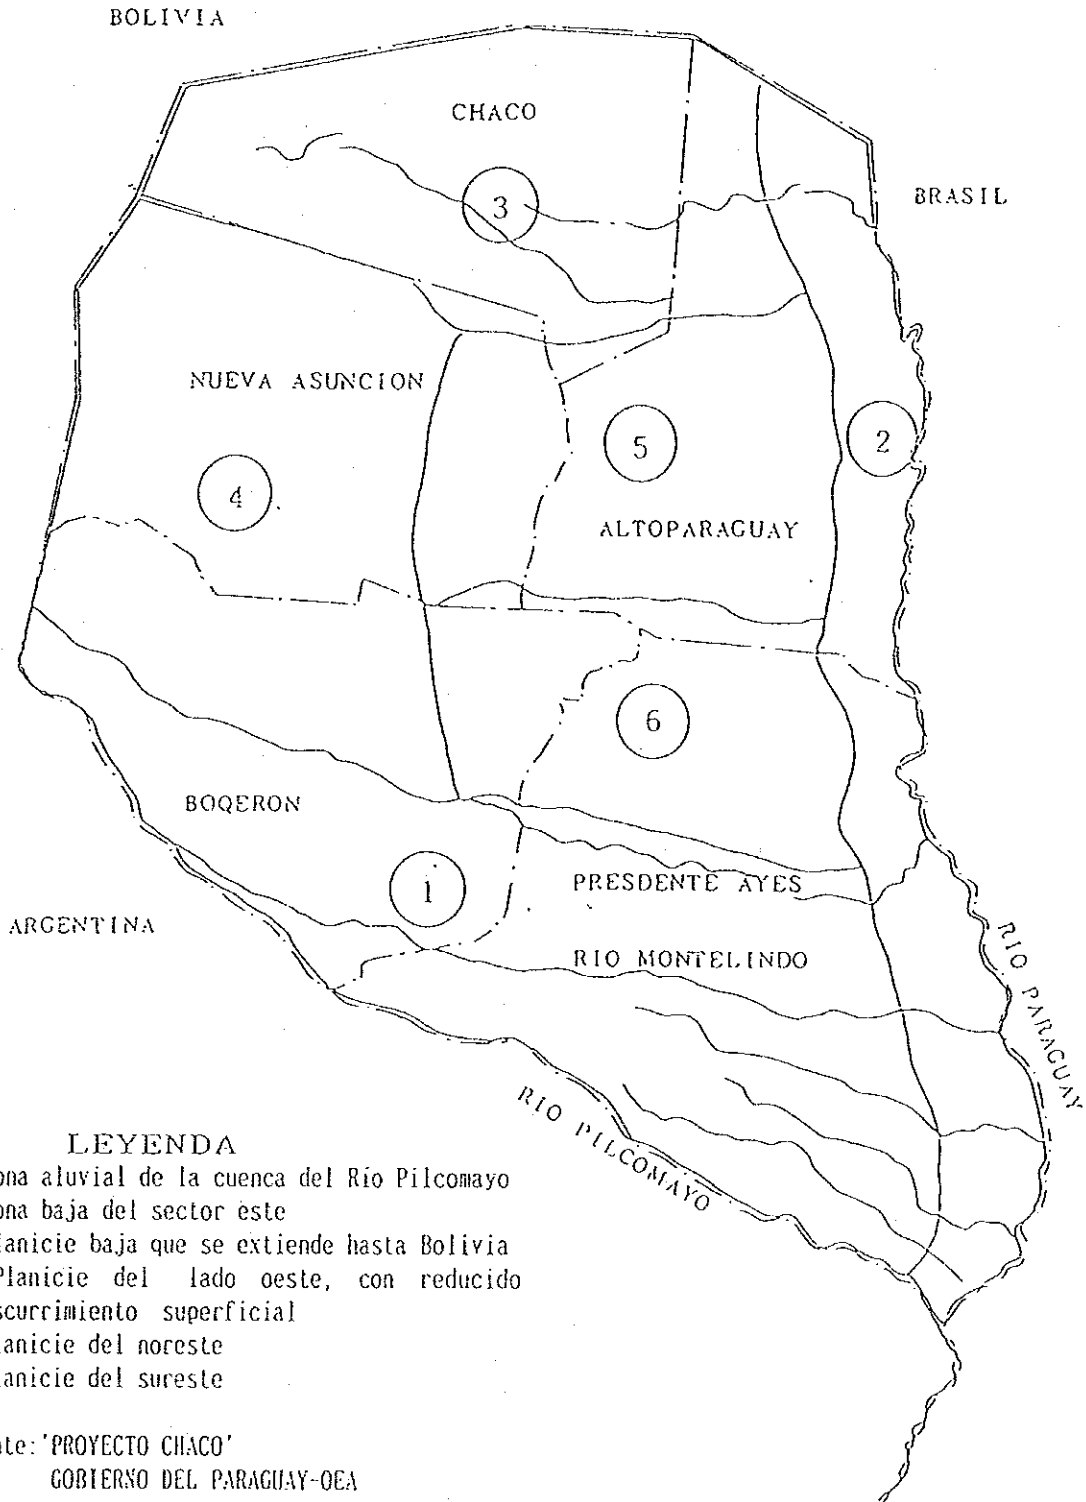 BOLIVIA
CHACO
3
BRASIL
NUEVA ASUNCION
5
2
4
ALTOPARAGUAY
6
BOQERON
1
PRESDENTE AYES
ARGENTINA
RIO MONTELINDO
RIO PARAGUAY
RIO PILCOMAYO
LEYENDA
ona aluvial de la cuenca del Río Pilcomayo
ona baja del sector este
lanicie baja que se extiende hasta Bolivia
Planicie del lado oeste, con reducido
scurrimiento superficial
lanicie del noreste
lanicie del sureste
nte: 'PROYECTO CHACO'
GOBIERNO DEL PARAGUAY-OEA